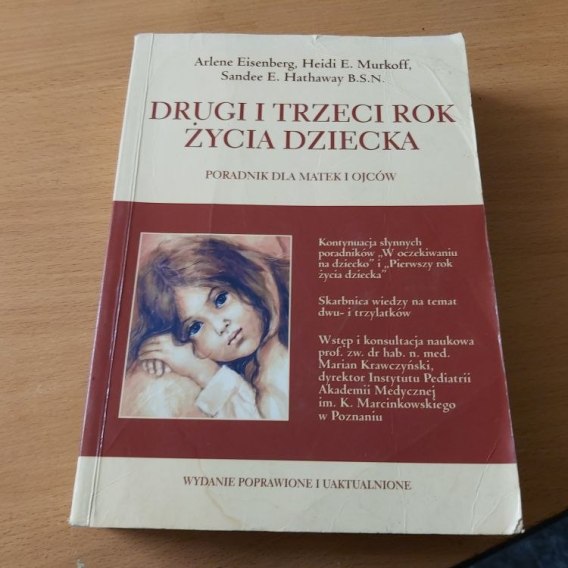 Arlene Eisenberg, Heidi E. Murkoff,
Sandee E. Hathaway B.S.N.
DRUGI I TRZECI ROK
ŻYCIA DZIECKA
PORADNIK DLA MATEK I OJCÓW
Kontynuacja słynnych
poradników „W oczekiwaniu
na dziecko” i „Pierwszy rok
życia dziecka”
Skarbnica wiedzy na temat
dwu- i trzylatków
Wstęp i konsultacja naukowa
prof. zw. dr hab. n. med.
Marian Krawczyński,
dyrektor Instytutu Pediatrii
Akademii Medycznej
im. K. Marcinkowskiego
w Poznaniu
WYDANIE POPRAWIONE I UAKTUALNIONE